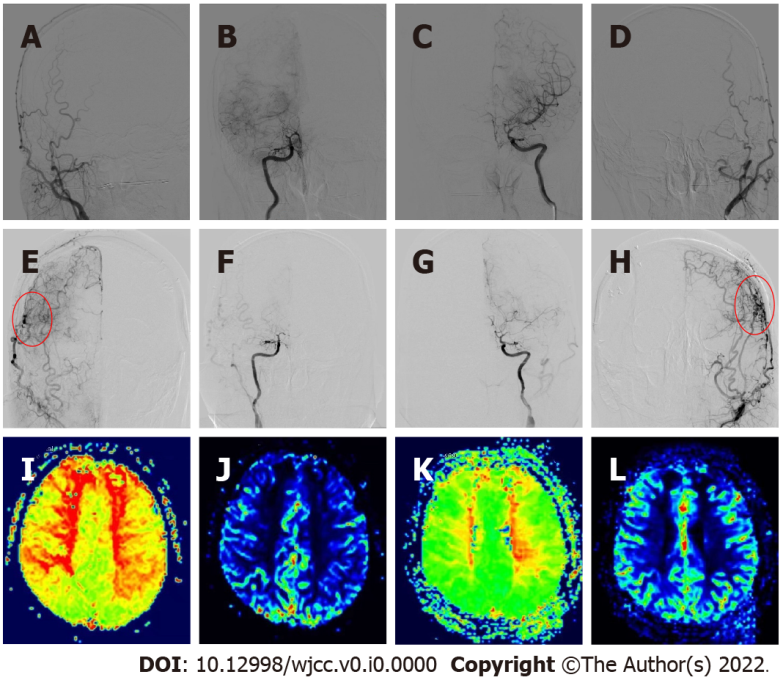 A B C D
E F G H
I J K L
DOI: 10.12998/wjcc.v0.i0.0000 Copyright ©The Author(s) 2022.